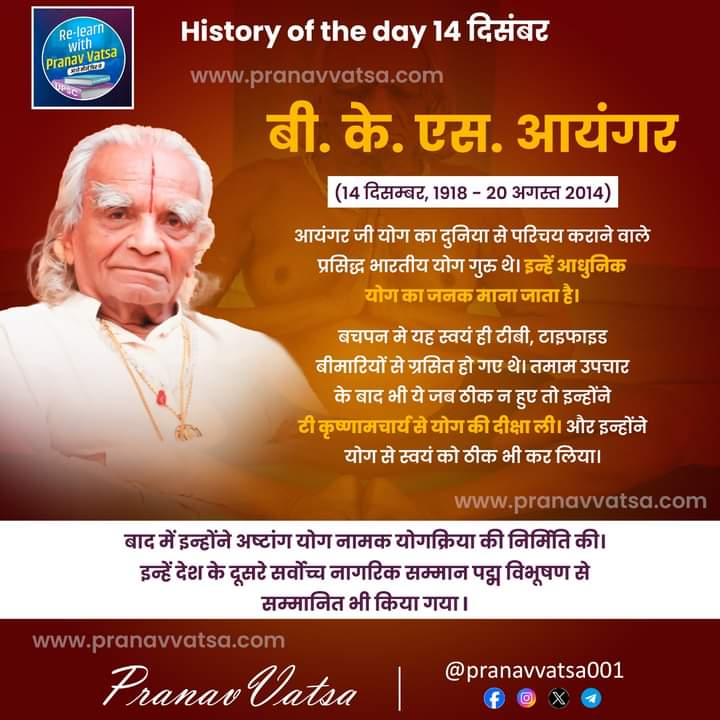 Re-learn
with
Pranav Vatsa
UPSC
History of the day 14 दिसंबर
www.pranavvatsa.com
बी. के. एस. आयंगर
(14 दिसम्बर, 1918 - 20 अगस्त 2014)
आयंगर जी योग का दुनिया से परिचय कराने वाले
प्रसिद्ध भारतीय योग गुरु थे। इन्हें आधुनिक
योग का जनक माना जाता है।
बचपन मे यह स्वयं ही टीबी, टाइफाइड
बीमारियों से ग्रसित हो गए थे। तमाम उपचार
के बाद भी ये जब ठीक न हुए तो इन्होंने
टी कृष्णामचार्य से योग की दीक्षा ली। और इन्होंने
योग से स्वयं को ठीक भी कर लिया।
www.pranavvatsa.com
बाद में इन्होंने अष्टांग योग नामक योगक्रिया की निर्मिति की।
इन्हें देश के दूसरे सर्वोच्च नागरिक सम्मान पद्म विभूषण से
सम्मानित भी किया गया ।
www.pranavvatsa.com
Pranav Vatsa
@pranavvatsa001